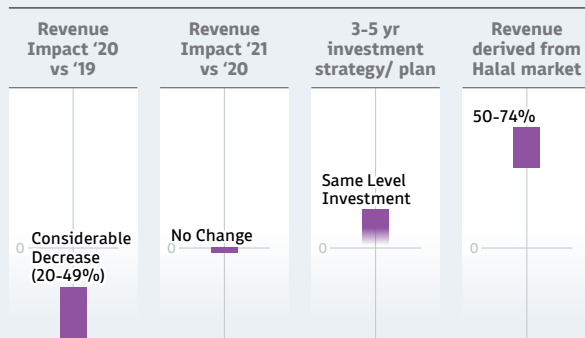 Revenue
Impact ‘20
vs ‘19
Revenue
Impact ‘21
vs ‘20
3-5 yr
investment
strategy/ plan
Revenue
derived from
Halal market
0
Considerable
Decrease
(20-49%)
0
No Change
0
Same Level
Investment
0
50-74%